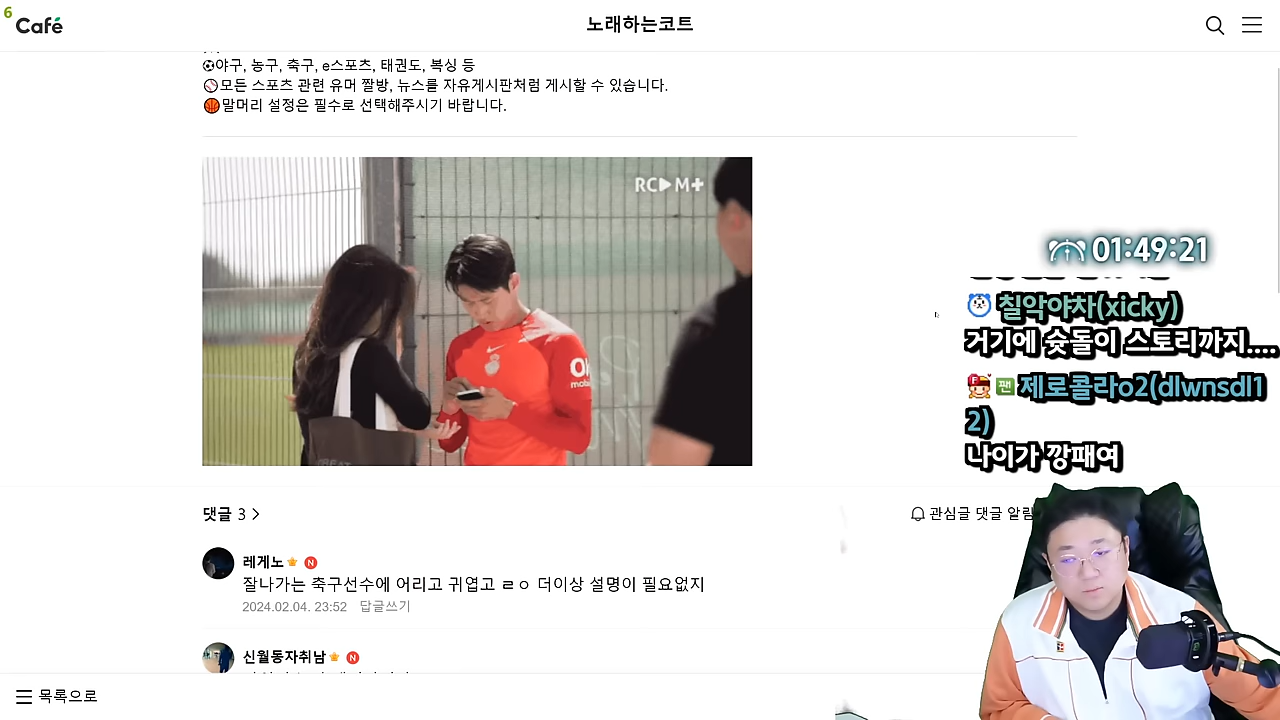 6
Café
노래하는코트
⚽야구, 농구, 축구, e스포츠, 태권도, 복싱 등
⚾모든 스포츠 관련 유머 짤방, 뉴스를 자유게시판처럼 게시할 수 있습니다.
🏀말머리 설정은 필수로 선택해주시기 바랍니다.
RCD M+
01:49:21
칠악야차(xicky)
거기에 슛돌이 스토리까지....
팬 제로콜라o2(dlwnsdl1
2)
나이가 깡패여
댓글 3
관심글 댓글 알림
레게노 N
잘나가는 축구선수에 어리고 귀엽고 ㄹㅇ 더이상 설명이 필요없지
2024.02.04. 23:52 답글쓰기
신월동자취남 N
목록으로